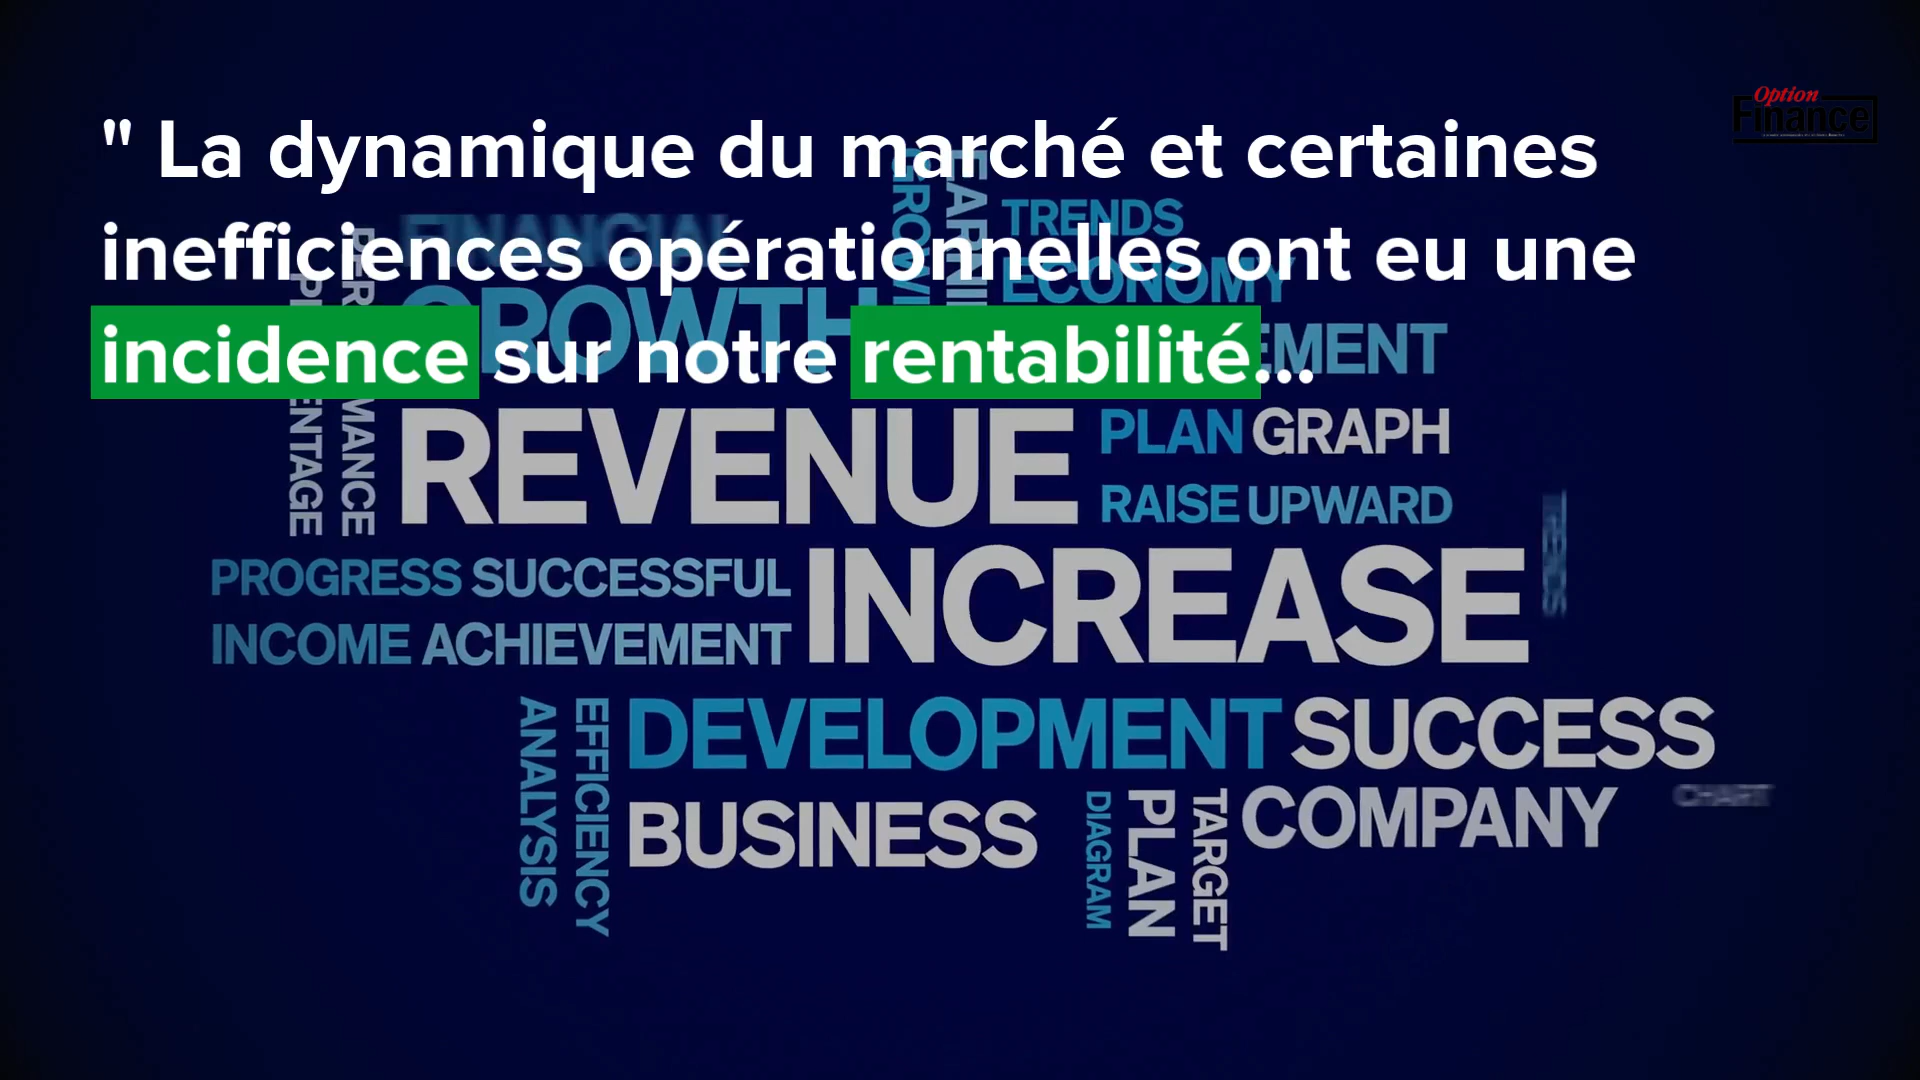 Option
Finance
" La dynamique du marché et certaines
inefficiences opérationnelles ont eu une
incidence sur notre rentabilité...
FINANCIAL
TRENDS
ECONOMY
GROWTH
REVENUE
PLAN GRAPH
RAISE UPWARD
PROGRESS SUCCESSFUL
INCOME ACHIEVEMENT
INCREASE
DEVELOPMENT SUCCESS
ANALYSIS
EFFICIENCY
BUSINESS
DIAGRAM
PLAN
TARGET
COMPANY
CHART